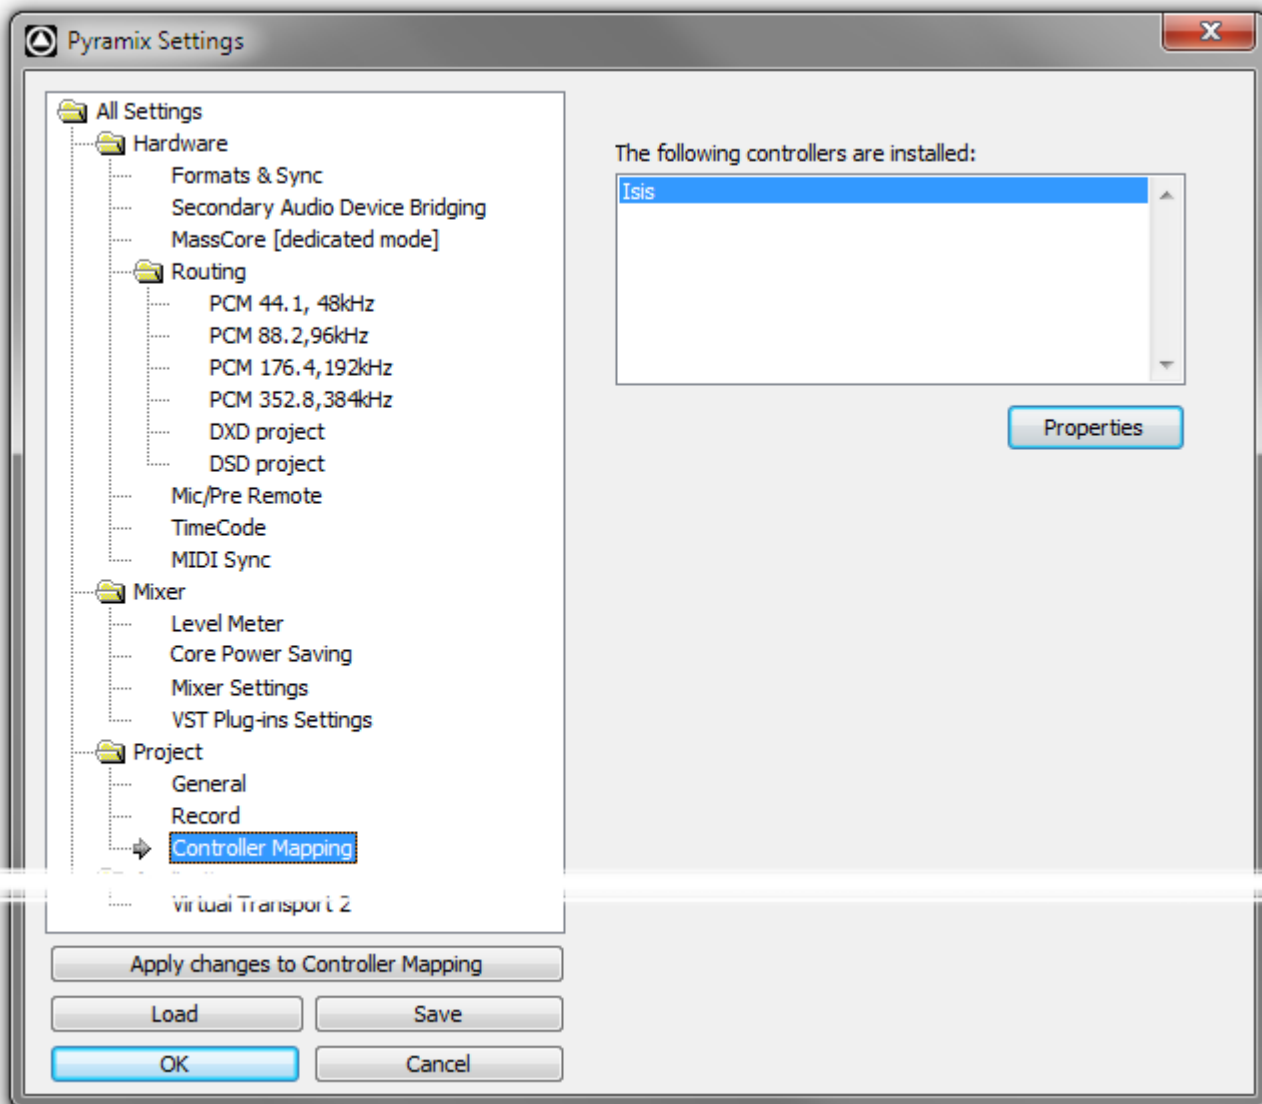 Pyramix Settings
All Settings
Hardware
Formats & Sync
Secondary Audio Device Bridging
MassCore [dedicated mode]
Routing
PCM 44.1, 48kHz
PCM 88.2,96kHz
PCM 176.4,192kHz
PCM 352.8,384kHz
DXD project
DSD project
Mic/Pre Remote
TimeCode
MIDI Sync
Mixer
Level Meter
Core Power Saving
Mixer Settings
VST Plug-ins Settings
Project
General
Record
Controller Mapping
Virtual Transport 2
Apply changes to Controller Mapping
Load
Save
OK
Cancel
The following controllers are installed:
Isis
Properties